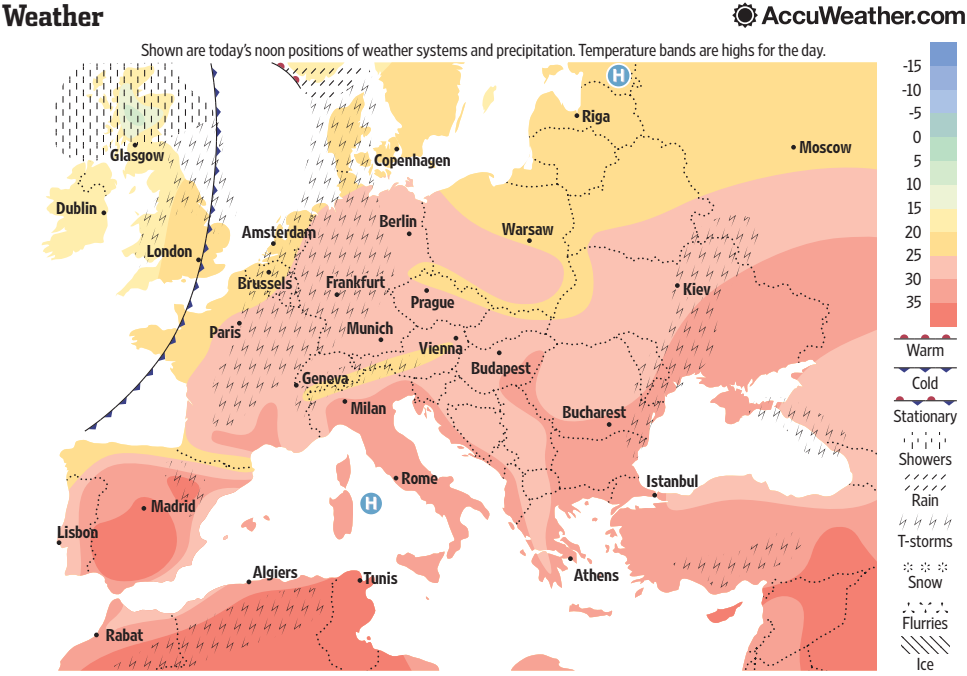 Weather
AccuWeather.com
Shown are today's noon positions of weather systems and precipitation. Temperature bands are highs for the day.
H
-15
-10
-5
0
5
10
15
20
25
30
35
Riga
Moscow
Glasgow
Copenhagen
Dublin
Berlin
Amsterdam
Warsaw
London
Brussels
Frankfurt
Kiev
Prague
Paris
Munich
Vienna
Budapest
Genova
Milan
Bucharest
Rome
Istanbul
Madrid
H
Lisbon
Algiers
Tunis
Athens
Rabat
Warm
Cold
Stationary
Showers
Rain
T-storms
Snow
Flurries
Ice